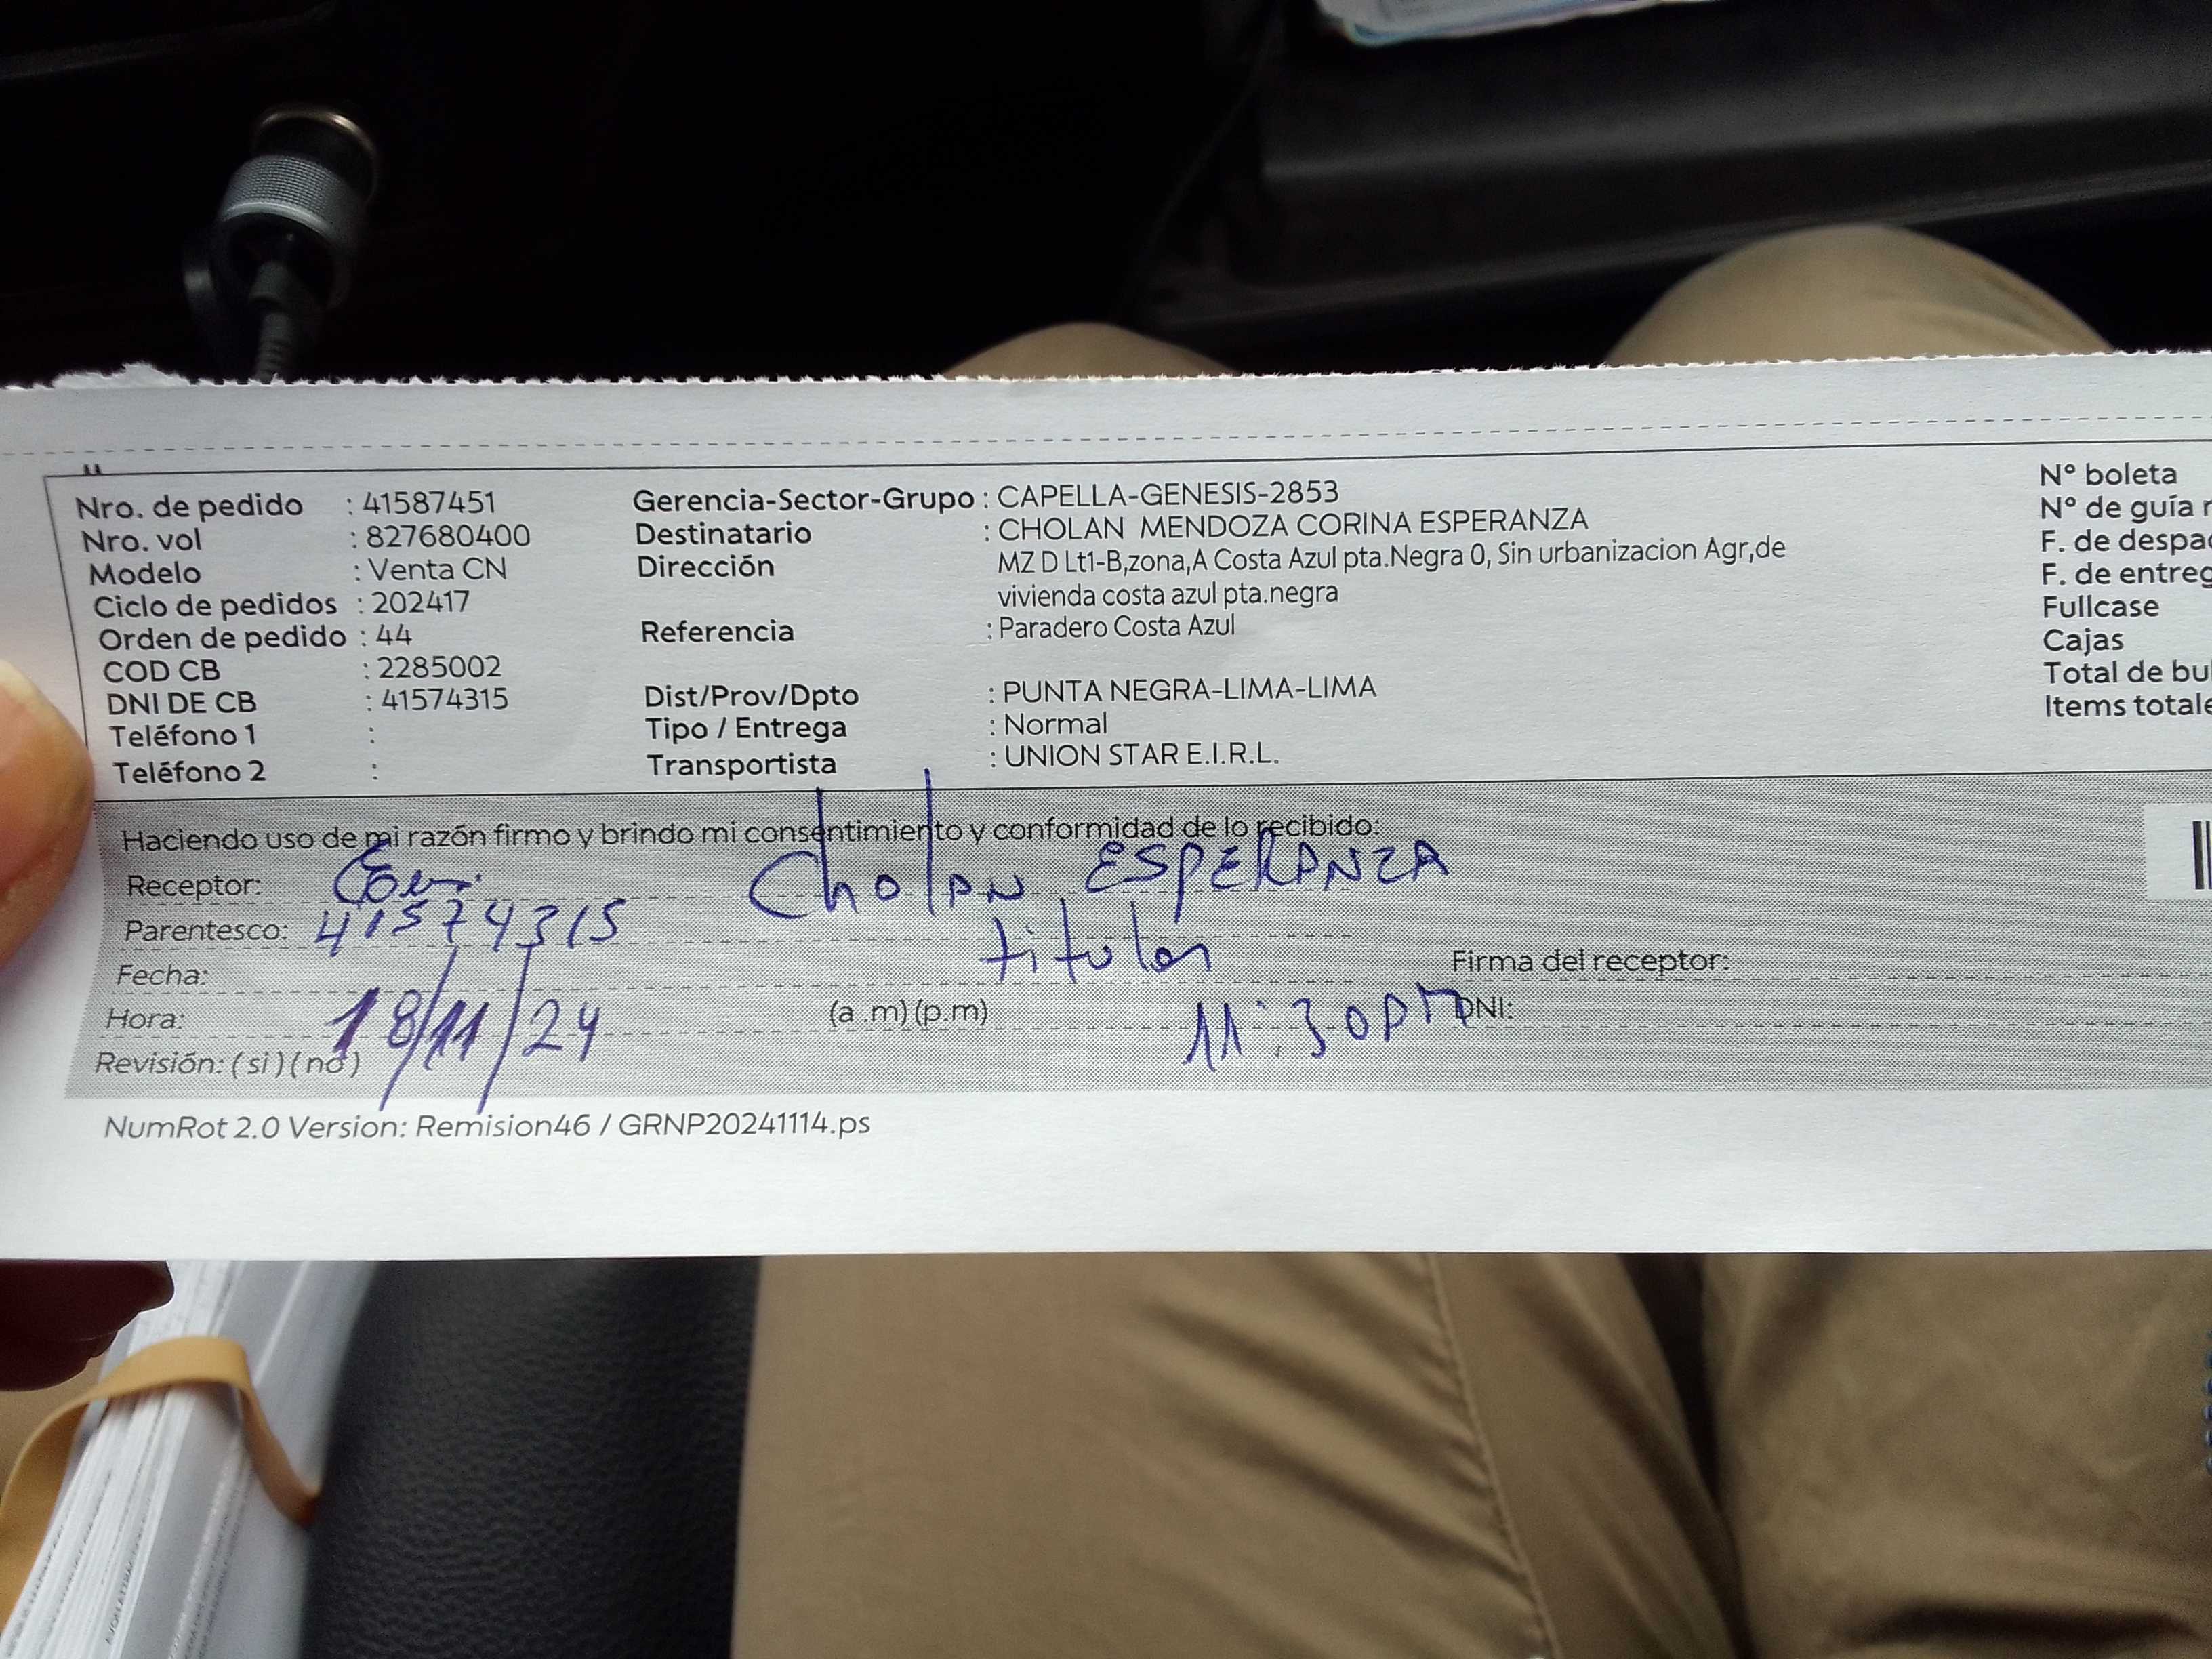 Nro. de pedido : 41587451
Nro. vol : 827680400
Modelo : Venta CN
Ciclo de pedidos : 202417
Orden de pedido : 44
COD CB : 2285002
DNI DE CB : 41574315
Teléfono 1 :
Teléfono 2 :
Gerencia-Sector-Grupo : CAPELLA-GENESIS-2853
Destinatario : CHOLAN MENDOZA CORINA ESPERANZA
Dirección MZ D Lt1-B,zona,A Costa Azul pta.Negra 0, Sin urbanizacion Agr,de
vivienda costa azul pta.negra
Referencia : Paradero Costa Azul
Dist/Prov/Dpto : PUNTA NEGRA-LIMA-LIMA
Tipo / Entrega : Normal
Transportista : UNION STAR E.I.R.L.
N° boleta
N° de guía r
F. de despa
F. de entreg
Fullcase
Cajas
Total de bu
Items totale
Haciendo uso de mi razón firmo y brindo mi consentimiento y conformidad de lo recibido:
Receptor: Cholan ESPERANZA
Parentesco: 41574315 titular
Fecha: Firma del receptor:
Hora: 18/11/24 (a .m) (p.m) 11:30pm DNI:
Revisión: ( si ) ( no )
NumRot 2.0 Version: Remision46 / GRNP20241114.ps